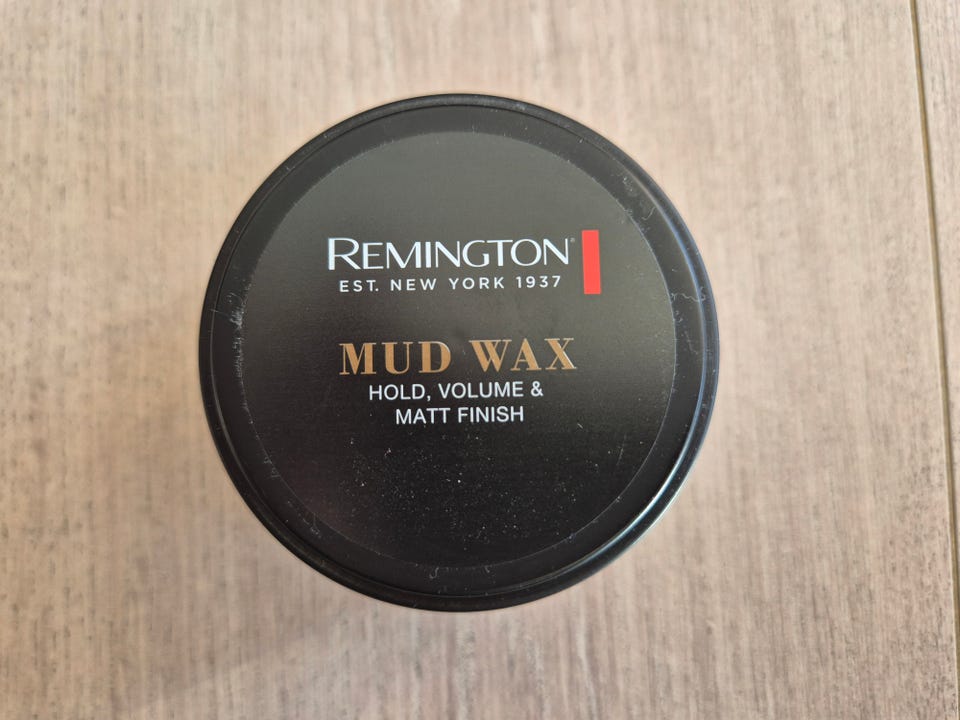 REMINGTON®
EST. NEW YORK 1937
MUD WAX
HOLD, VOLUME &
MATT FINISH